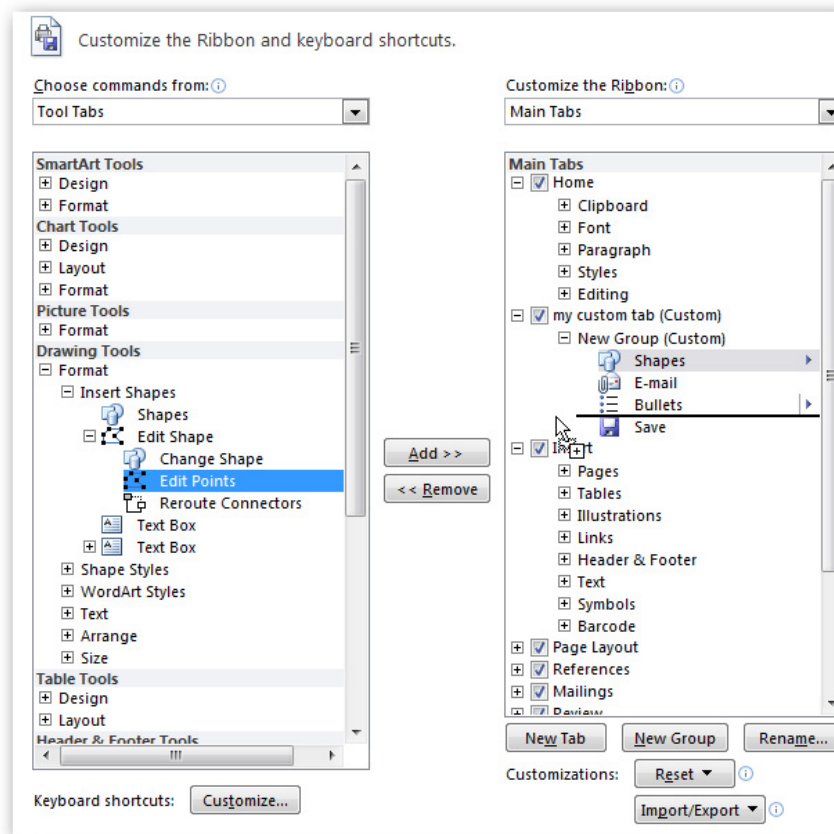 Customize the Ribbon and keyboard shortcuts.
Choose commands from:
Tool Tabs
SmartArt Tools
Design
Format
Chart Tools
Design
Layout
Format
Picture Tools
Format
Drawing Tools
Format
Insert Shapes
Shapes
Edit Shape
Change Shape
Edit Points
Reroute Connectors
Text Box
Text Box
Shape Styles
WordArt Styles
Text
Arrange
Size
Table Tools
Design
Layout
Header & Footer Tools
Keyboard shortcuts: Customize...
Add >>
<< Remove
Customize the Ribbon:
Main Tabs
Main Tabs
Home
Clipboard
Font
Paragraph
Styles
Editing
my custom tab (Custom)
New Group (Custom)
Shapes
E-mail
Bullets
Save
Insert
Pages
Tables
Illustrations
Links
Header & Footer
Text
Symbols
Barcode
Page Layout
References
Mailings
Review
New Tab New Group Rename...
Customizations: Reset
Import/Export